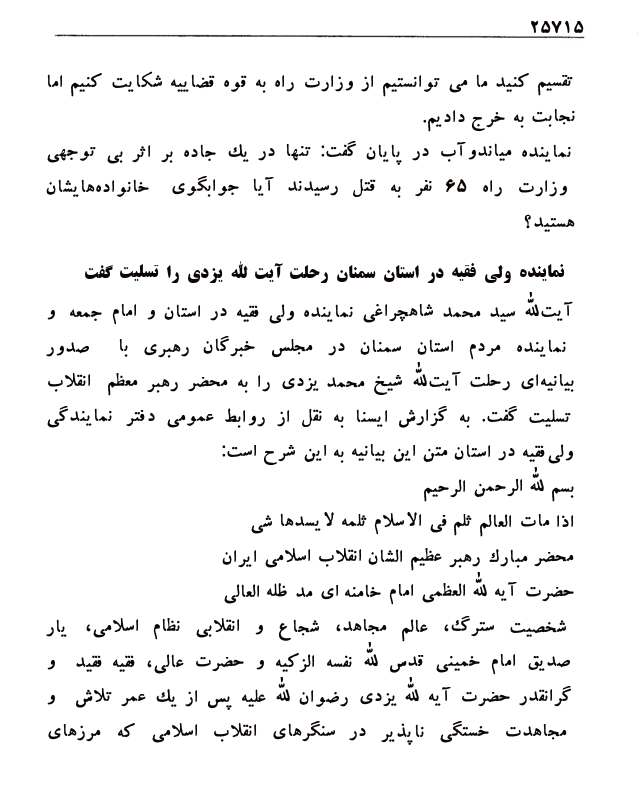 ۲۵۷۱۵
تقسیم کنید ما می توانستیم از وزارت راه به قوه قضاییه شکایت کنیم اما
نجابت به خرج دادیم.
نماینده میاندوآب در پایان گفت: تنها در یك جاده بر اثر بی توجهی
وزارت راه ۶۵ نفر به قتل رسیدند آیا جوابگوی خانواده‌هایشان
هستید؟
نماینده ولی فقیه در استان سمنان رحلت آیت لله یزدی را تسلیت گفت
آیت‌لله سید محمد شاهچراغی نماینده ولی فقیه در استان و امام جمعه و
نماینده مردم استان سمنان در مجلس خبرگان رهبری با صدور
بیانیه‌ای رحلت آیت‌لله شیخ محمد یزدی را به محضر رهبر معظم انقلاب
تسلیت گفت. به گزارش ایسنا به نقل از روابط عمومی دفتر نمایندگی
ولی‌فقیه در استان متن این بیانیه به این شرح است:
بسم لله الرحمن الرحیم
اذا مات العالم ثلم فی الاسلام ثلمه لا یسدها شی
محضر مبارك رهبر عظیم الشان انقلاب اسلامی ایران
حضرت آیه لله العظمی امام خامنه ای مد ظله العالی
شخصیت سترگ، عالم مجاهد، شجاع و انقلابی نظام اسلامی، یار
صدیق امام خمینی قدس لله نفسه الزکیه و حضرت عالی، فقیه فقید و
گرانقدر حضرت آیه لله یزدی رضوان لله علیه پس از یك عمر تلاش و
مجاهدت خستگی ناپذیر در سنگرهای انقلاب اسلامی که مرزهای